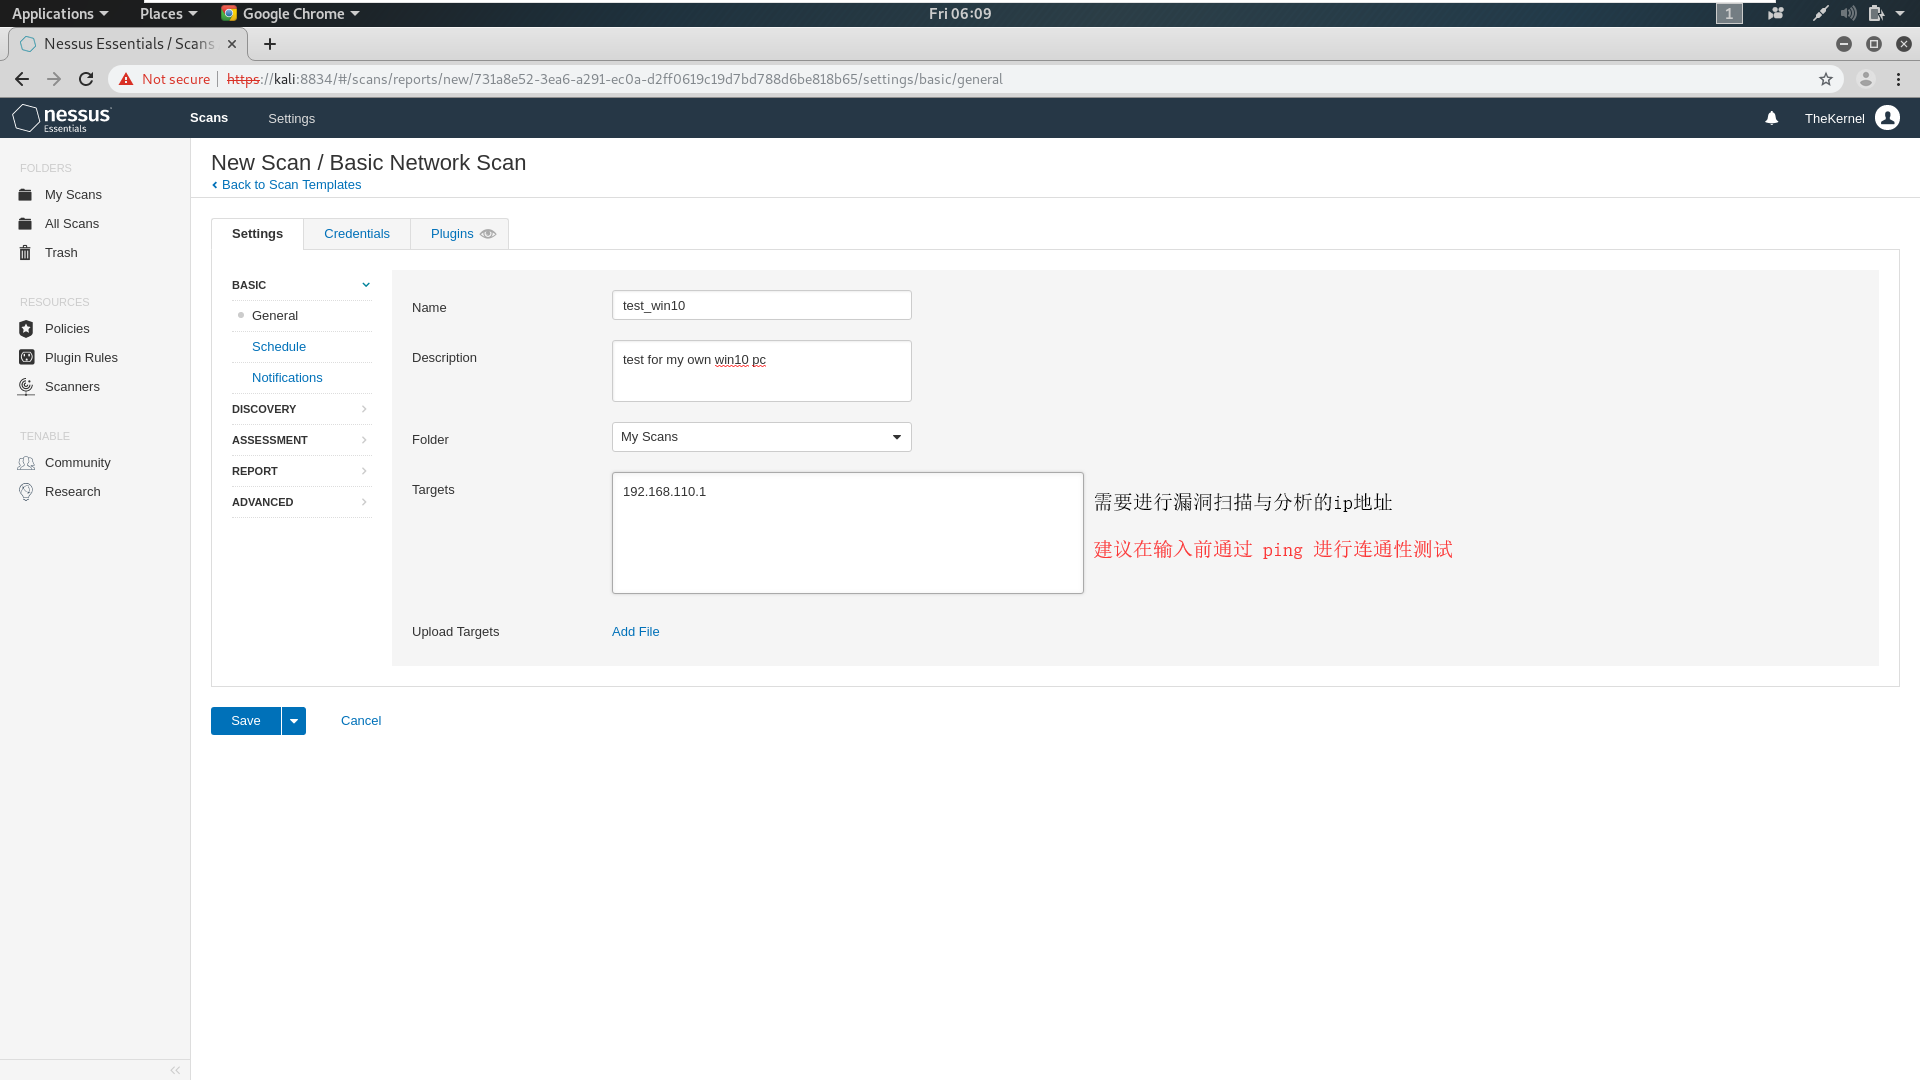 Applications Places Google Chrome Fri 06:09 1
Nessus Essentials / Scans
Not secure https://kali:8834/#/scans/reports/new/731a8e52-3ea6-a291-ec0a-d2ff0619c19d7bd788d6be818b65/settings/basic/general
nessus Essentials Scans Settings TheKernel
FOLDERS
My Scans
All Scans
Trash
RESOURCES
Policies
Plugin Rules
Scanners
TENABLE
Community
Research
New Scan / Basic Network Scan
Back to Scan Templates
Settings Credentials Plugins
BASIC
General
Schedule
Notifications
DISCOVERY
ASSESSMENT
REPORT
ADVANCED
Name test_win10
Description test for my own win10 pc
Folder My Scans
Targets 192.168.110.1
需要进行漏洞扫描与分析的ip地址
建议在输入前通过 ping 进行连通性测试
Upload Targets Add File
Save Cancel